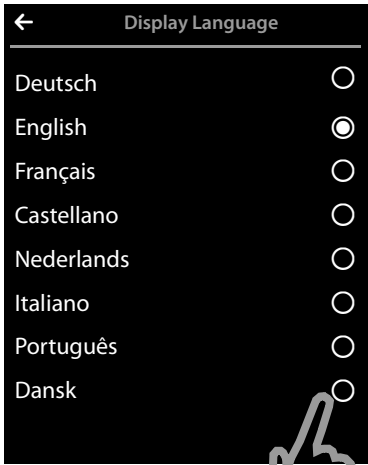 Display Language
Deutsch
English
Français
Castellano
Nederlands
Italiano
Português
Dansk